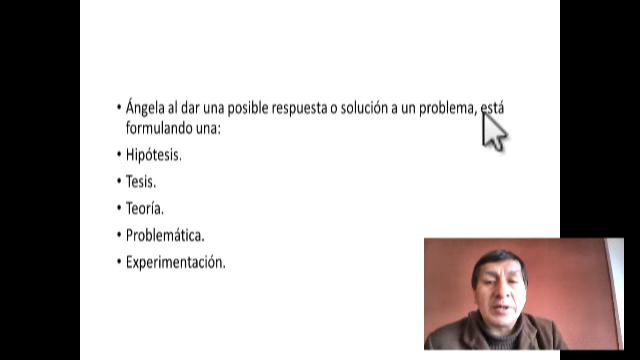 • Ángela al dar una posible respuesta o solución a un problema, está
formulando una:
• Hipótesis.
• Tesis.
• Teoría.
• Problemática.
• Experimentación.